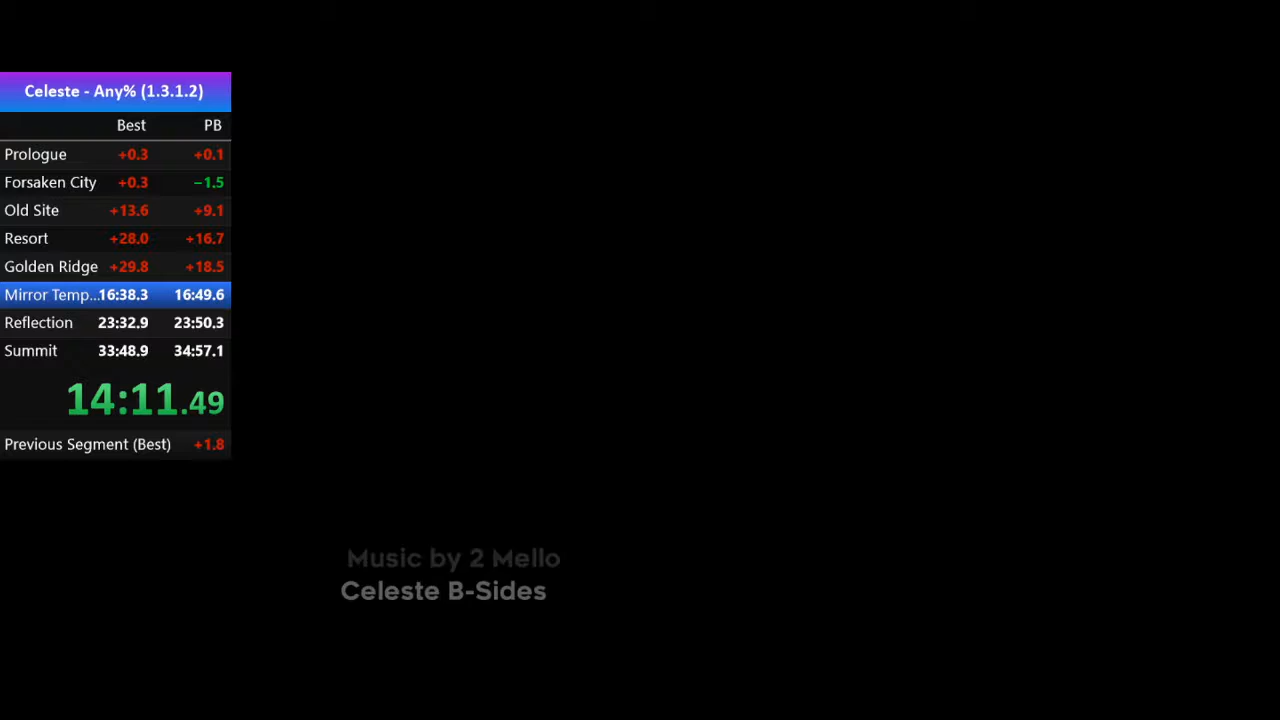 Celeste - Any% (1.3.1.2)
Best PB
Prologue +0.3 +0.1
Forsaken City +0.3 −1.5
Old Site +13.6 +9.1
Resort +28.0 +16.7
Golden Ridge +29.8 +18.5
Mirror Temp... 16:38.3 16:49.6
Reflection 23:32.9 23:50.3
Summit 33:48.9 34:57.1
14:11.49
Previous Segment (Best) +1.8
Music by 2 Mello
Celeste B-Sides